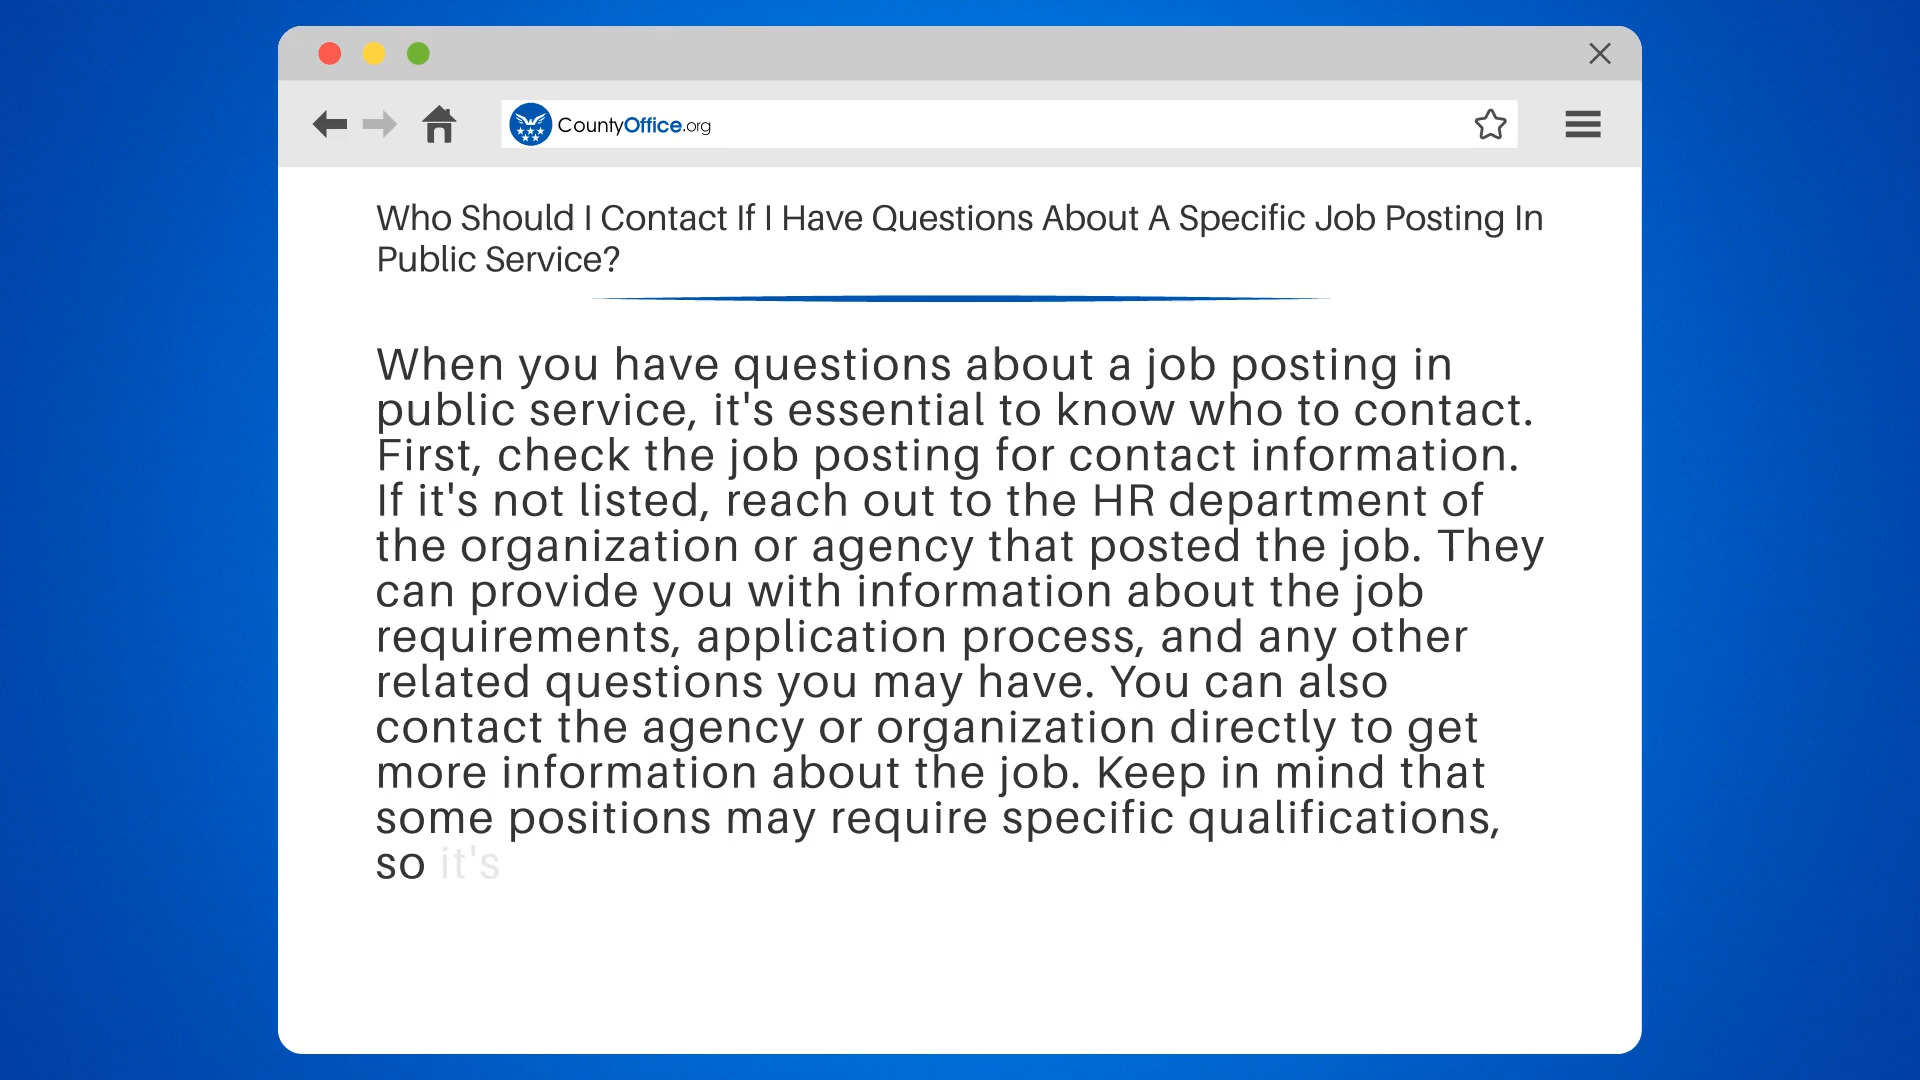 CountyOffice.org
Who Should I Contact If I Have Questions About A Specific Job Posting In
Public Service?
When you have questions about a job posting in
public service, it's essential to know who to contact.
First, check the job posting for contact information.
If it's not listed, reach out to the HR department of
the organization or agency that posted the job. They
can provide you with information about the job
requirements, application process, and any other
related questions you may have. You can also
contact the agency or organization directly to get
more information about the job. Keep in mind that
some positions may require specific qualifications,
so it's